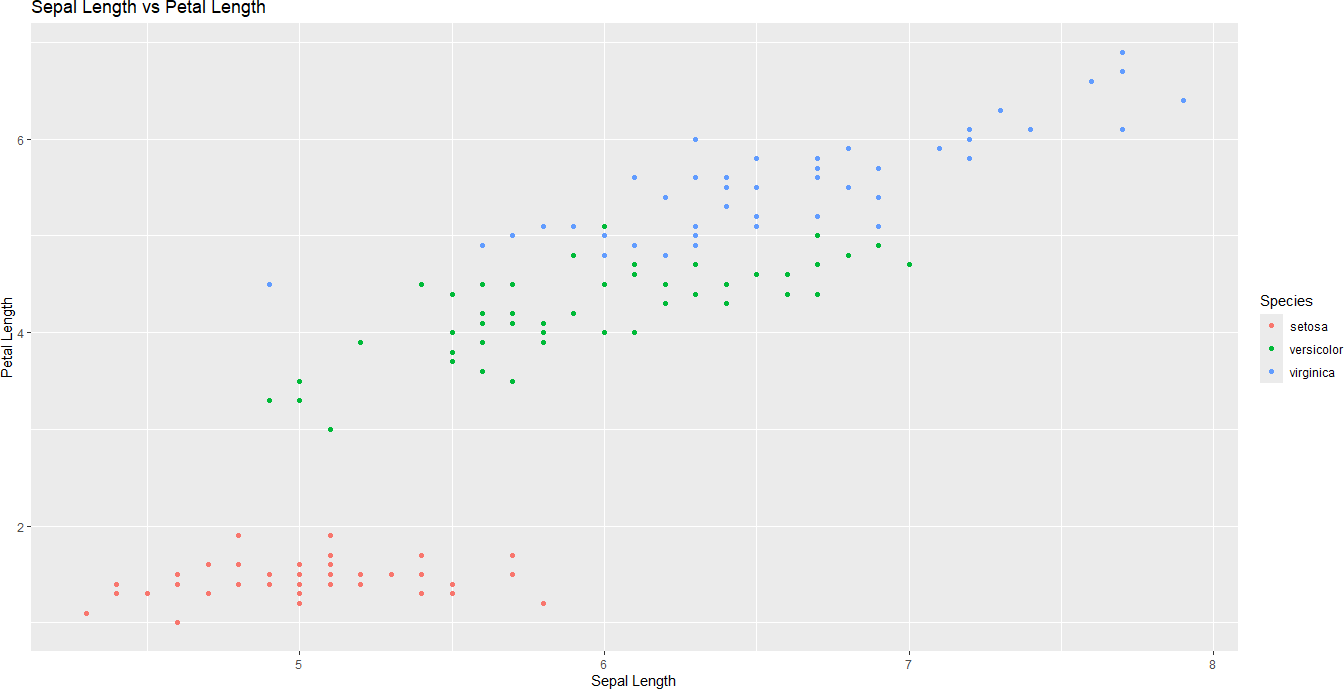 Sepal Length vs Petal Length
6
4
2
Petal Length
5
6
7
8
Sepal Length
Species
setosa
versicolor
virginica